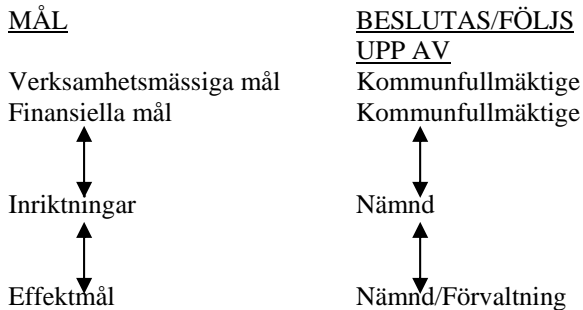 MÅL
BESLUTAS/FÖLJS
UPP AV
Verksamhetsmässiga mål
Kommunfullmäktige
Finansiella mål
Kommunfullmäktige
Inriktningar
Nämnd
Effektmål
Nämnd/Förvaltning